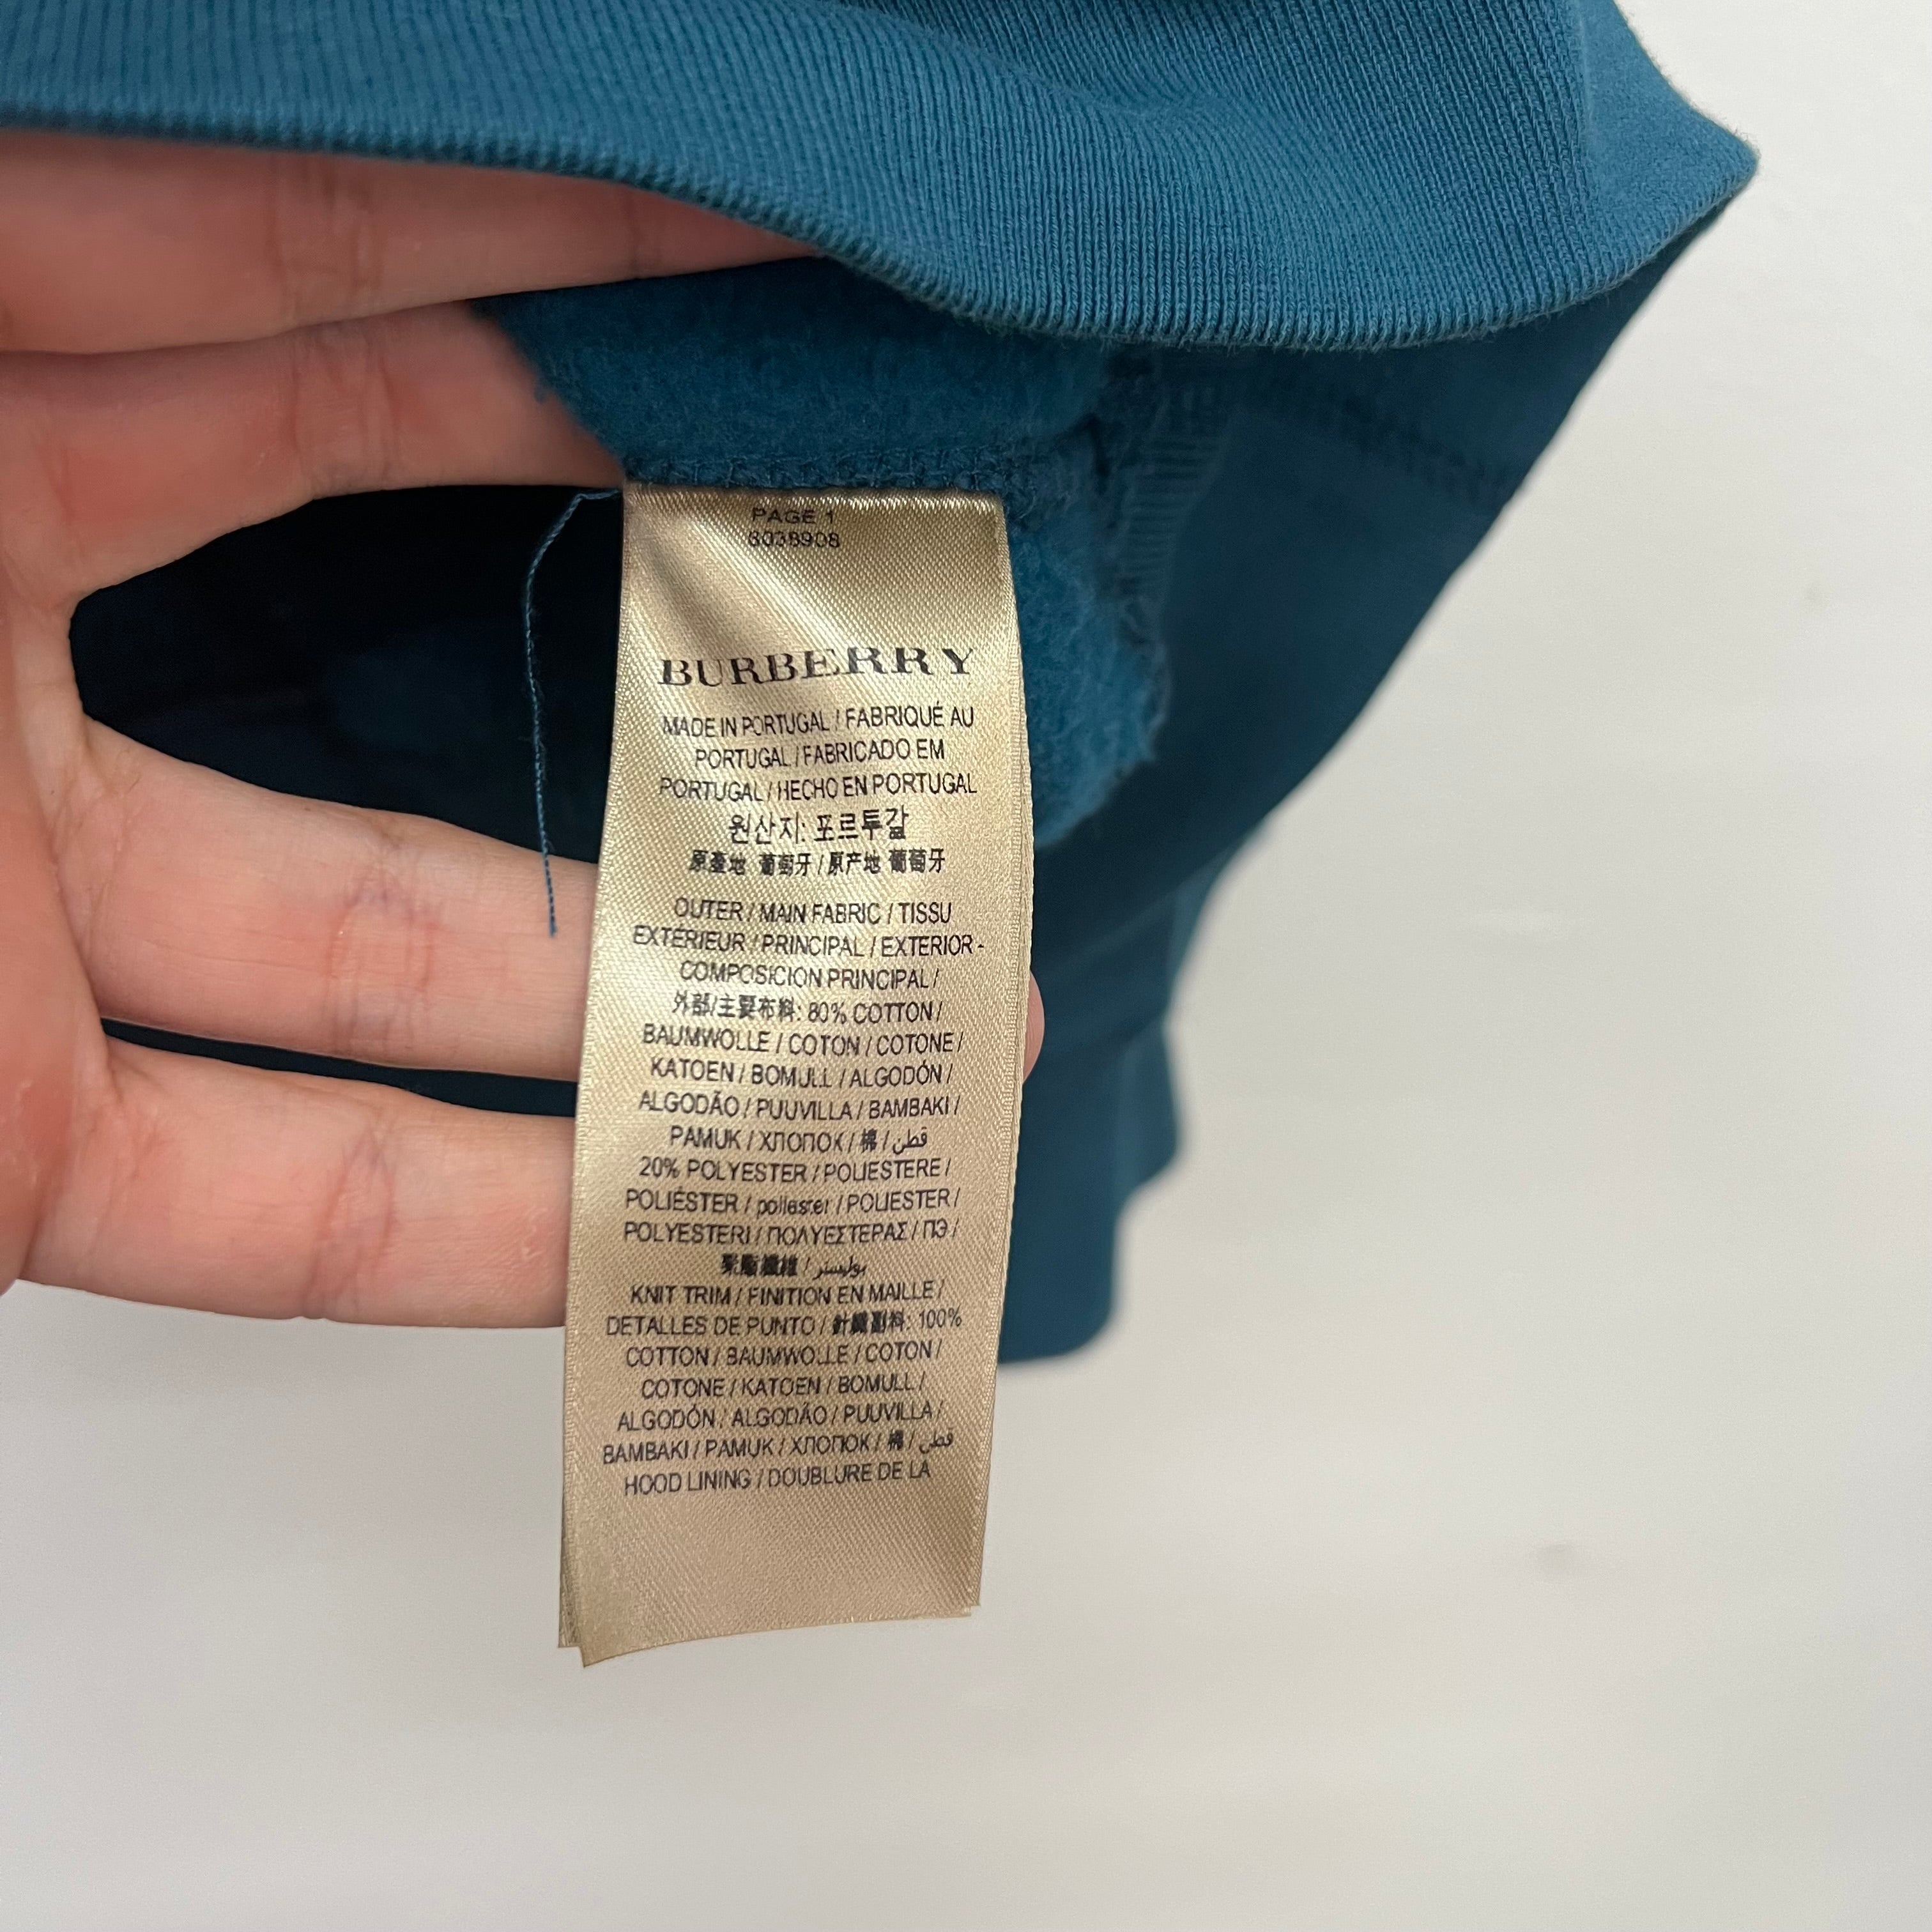 PAGE 1
8038908
BURBERRY
MADE IN PORTUGAL / FABRIQUÉ AU
PORTUGAL / FABRICADO EM
PORTUGAL / HECHO EN PORTUGAL
원산지: 포르투갈
原產地 葡萄牙 / 原产地 葡萄牙
OUTER / MAIN FABRIC / TISSU
EXTÉRIEUR / PRINCIPAL / EXTERIOR -
COMPOSICION PRINCIPAL /
外部/主要布料: 80% COTTON /
BAUMWOLLE / COTON / COTONE /
KATOEN / BOMULL / ALGODÓN /
ALGODÃO / PUUVILLA / BAMBAKI /
PAMUK / ХЛОПОК / 棉 / قطن
20% POLYESTER / POLIESTERE /
POLIÉSTER / poliester / POLIESTER /
POLYESTERI / ΠΟΛΥΕΣΤΕΡΑΣ / ПЭ /
聚酯纖維 / بوليستر
KNIT TRIM / FINITION EN MAILLE /
DETALLES DE PUNTO / 針織副料: 100%
COTTON / BAUMWOLLE / COTON /
COTONE / KATOEN / BOMULL /
ALGODÓN / ALGODÃO / PUUVILLA /
BAMBAKI / PAMUK / ХЛОПОК / 棉 / قطن
HOOD LINING / DOUBLURE DE LA